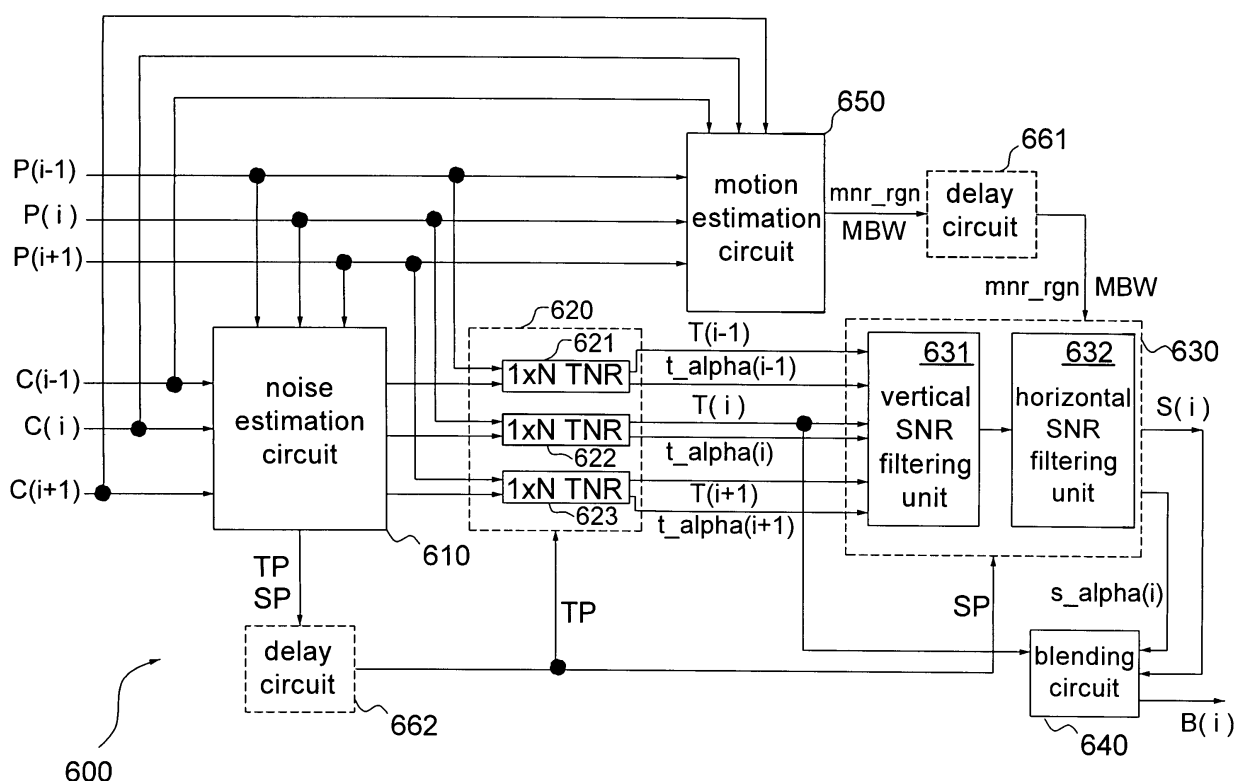 650
661
P(i-1)
P( i )
P(i+1)
motion
estimation
circuit
mnr_rgn
MBW
delay
circuit
mnr_rgn
MBW
620
621
1xN TNR
1xN TNR
622
1xN TNR
623
T(i-1)
t_alpha(i-1)
T( i )
t_alpha(i)
T(i+1)
t_alpha(i+1)
631
vertical
SNR
filtering
unit
632
horizontal
SNR
filtering
unit
630
S( i )
C(i-1)
C( i )
C(i+1)
noise
estimation
circuit
610
TP
SP
TP
SP
s_alpha(i)
delay
circuit
662
blending
circuit
640
B( i )
600